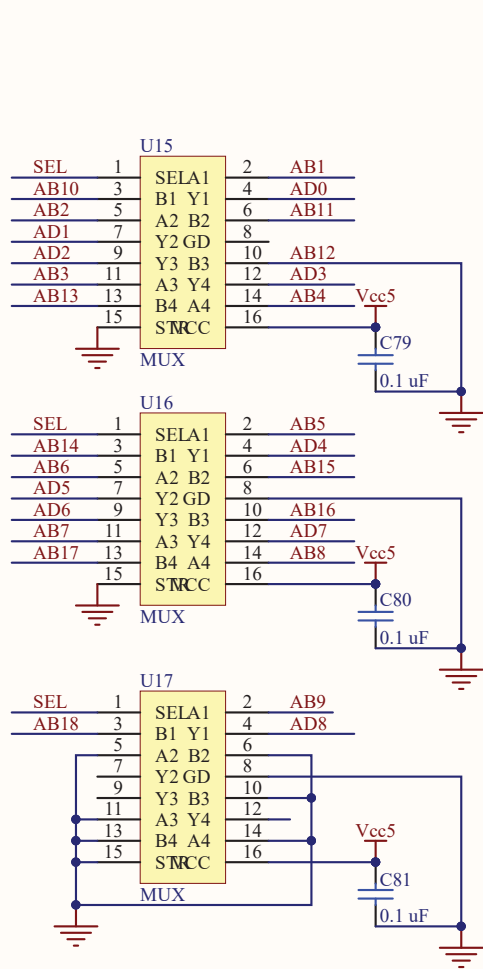 U15
SEL 1 SEL A1 2 AB1
AB10 3 B1 Y1 4 AD0
AB2 5 A2 B2 6 AB11
AD1 7 Y2 GD 8
AD2 9 Y3 B3 10 AB12
AB3 11 A3 Y4 12 AD3
AB13 13 B4 A4 14 AB4 Vcc5
15 STR VCC 16
C79
MUX
0.1 uF
U16
SEL 1 SEL A1 2 AB5
AB14 3 B1 Y1 4 AD4
AB6 5 A2 B2 6 AB15
AD5 7 Y2 GD 8
AD6 9 Y3 B3 10 AB16
AB7 11 A3 Y4 12 AD7
AB17 13 B4 A4 14 AB8 Vcc5
15 STR VCC 16
C80
MUX
0.1 uF
U17
SEL 1 SEL A1 2 AB9
AB18 3 B1 Y1 4 AD8
5 A2 B2 6
7 Y2 GD 8
9 Y3 B3 10
11 A3 Y4 12
13 B4 A4 14 Vcc5
15 STR VCC 16
C81
MUX
0.1 uF